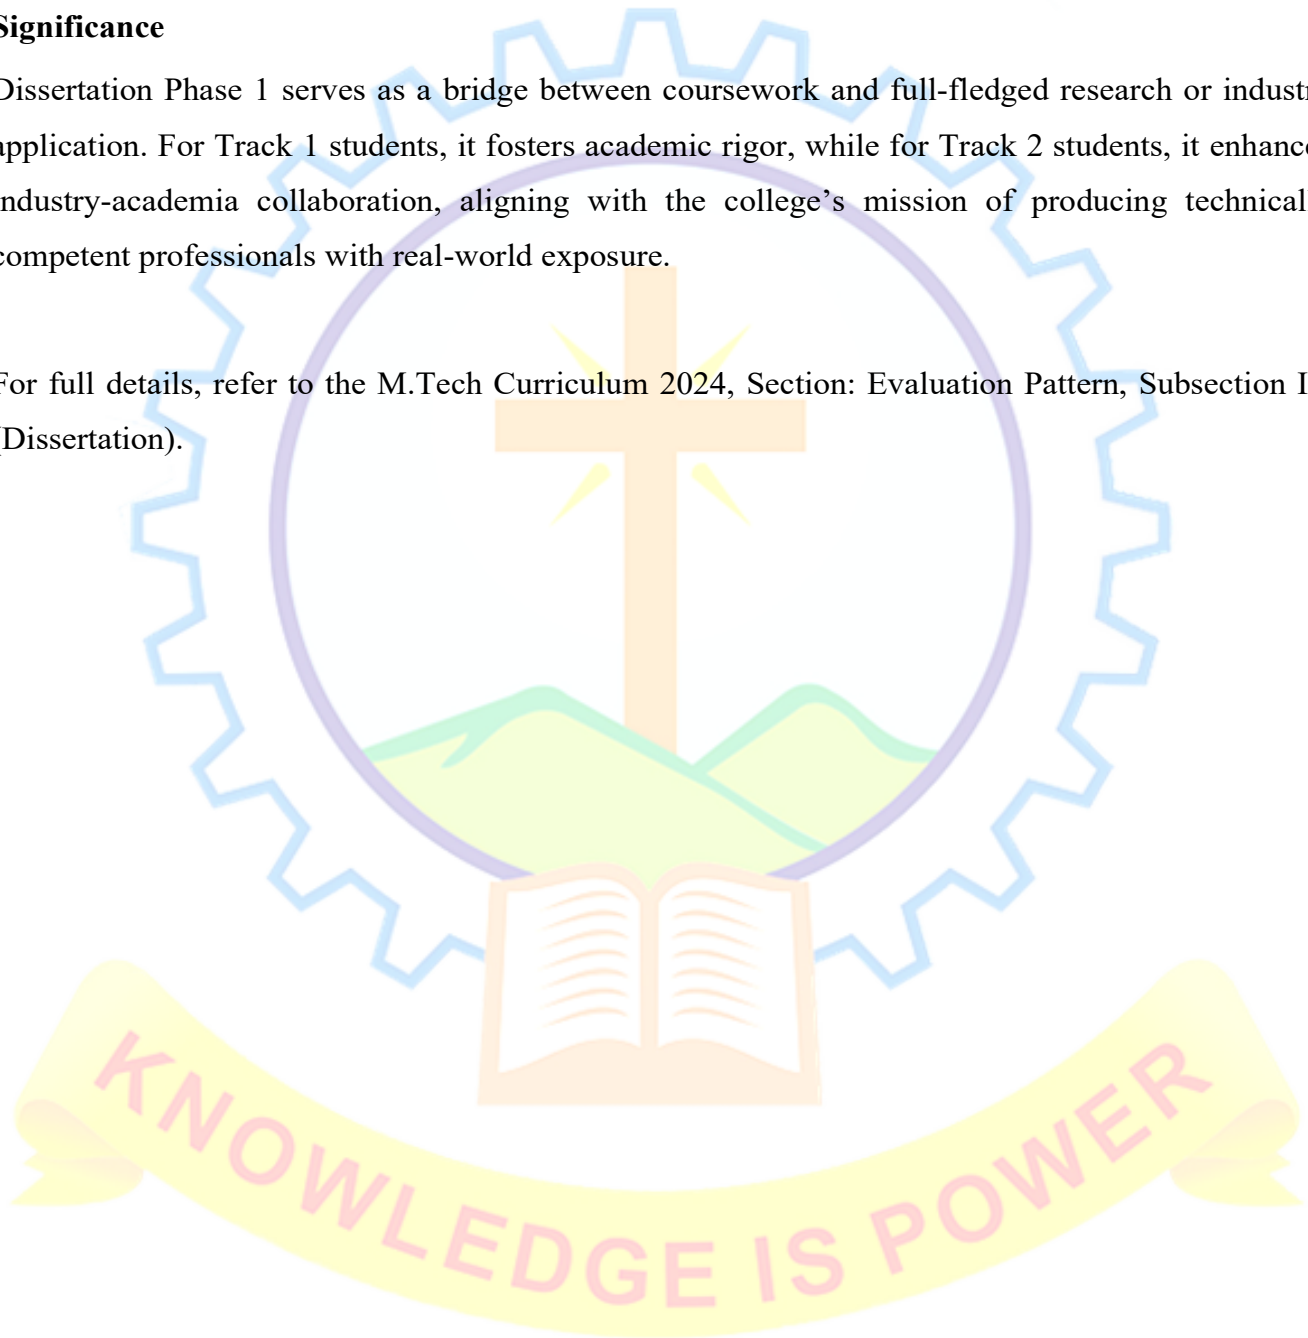 Significance
Dissertation Phase 1 serves as a bridge between coursework and full-fledged research or industr
application. For Track 1 students, it fosters academic rigor, while for Track 2 students, it enhance
industry-academia collaboration, aligning with the college’s mission of producing technical
competent professionals with real-world exposure.
For full details, refer to the M.Tech Curriculum 2024, Section: Evaluation Pattern, Subsection I
(Dissertation).
KNOWLEDGE IS POWER